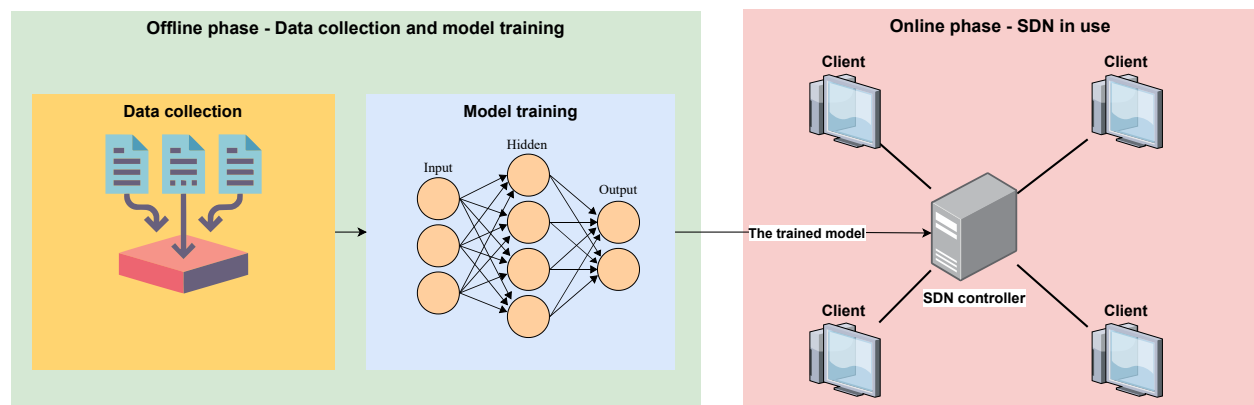 Offline phase - Data collection and model training
Data collection
Model training
Input
Hidden
Output
Online phase - SDN in use
Client
Client
The trained model
SDN controller
Client
Client